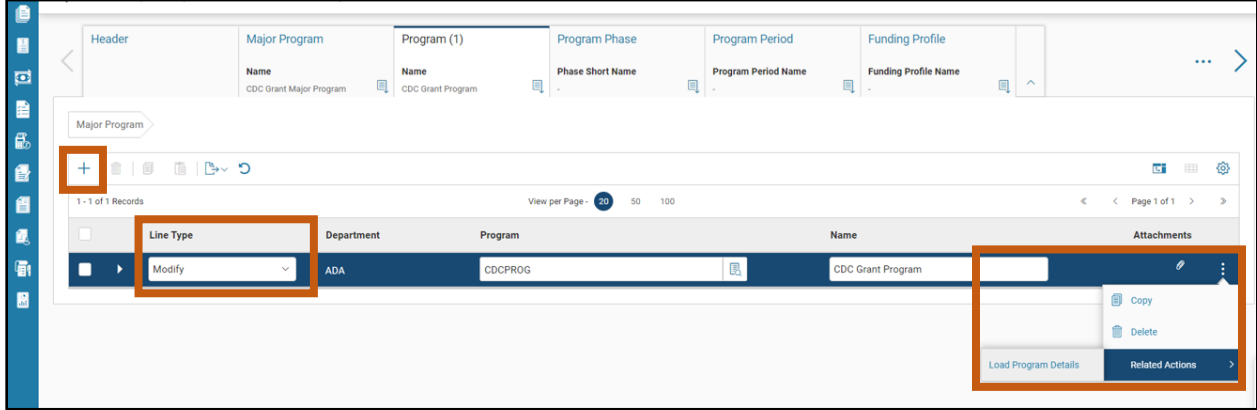 Header
Major Program
Program (1)
Program Phase
Program Period
Funding Profile
Name
Name
Phase Short Name
Program Period Name
Funding Profile Name
CDC Grant Major Program
CDC Grant Program
-
-
-
Major Program
1 - 1 of 1 Records
View per Page - 20 50 100
Page 1 of 1
Line Type
Department
Program
Name
Attachments
Modify
ADA
CDCPROG
CDC Grant Program
Copy
Delete
Load Program Details
Related Actions